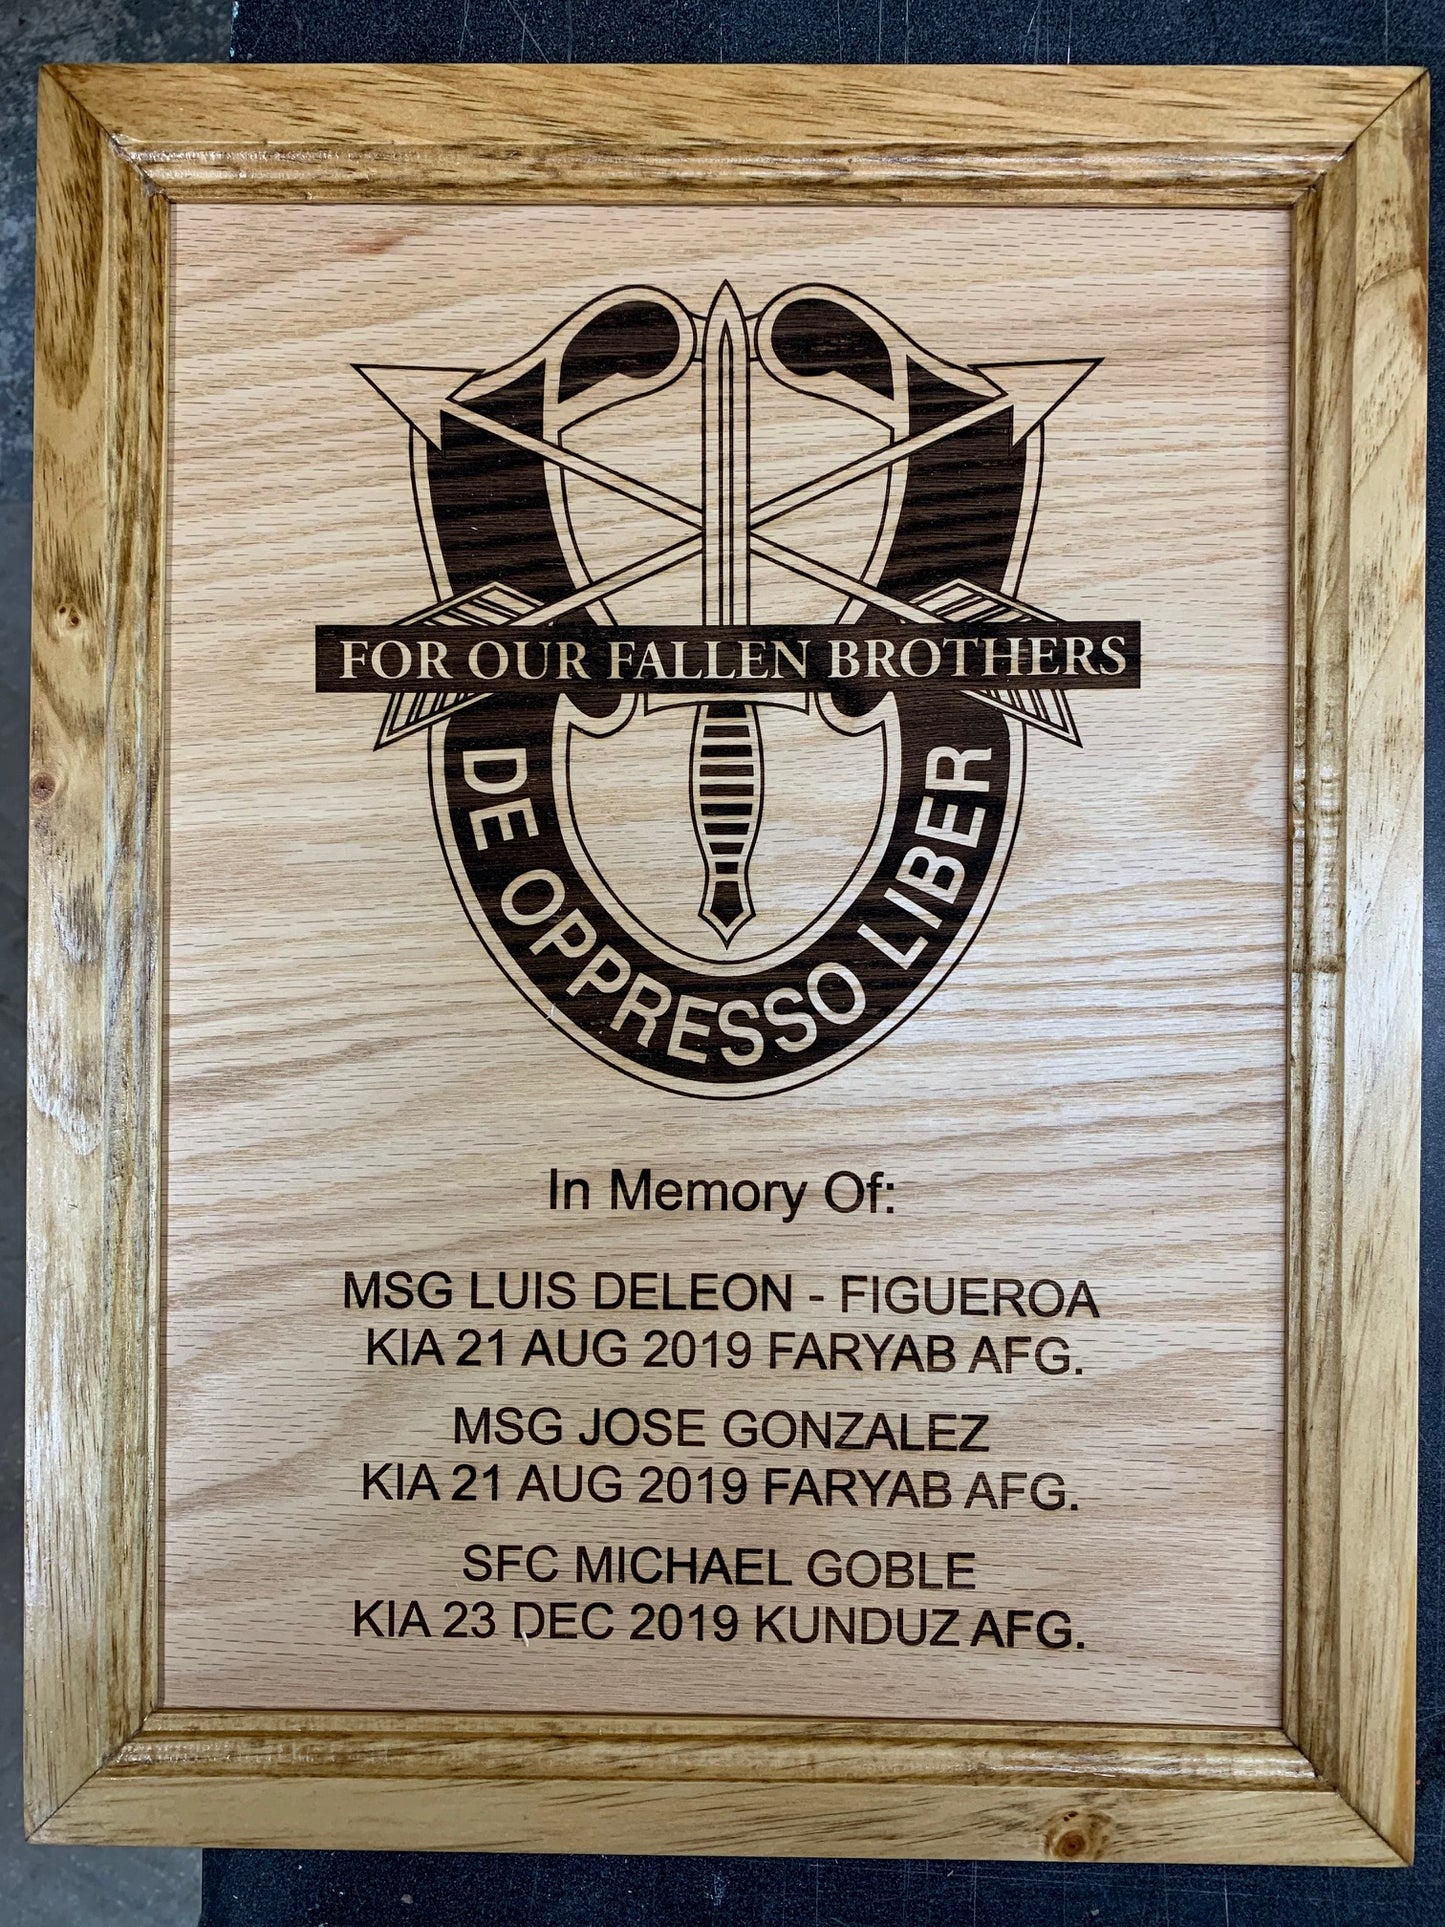 FOR OUR FALLEN BROTHERS
DE OPPRESSO LIBER
In Memory Of:
MSG LUIS DELEON - FIGUEROA
KIA 21 AUG 2019 FARYAB AFG.
MSG JOSE GONZALEZ
KIA 21 AUG 2019 FARYAB AFG.
SFC MICHAEL GOBLE
KIA 23 DEC 2019 KUNDUZ AFG.